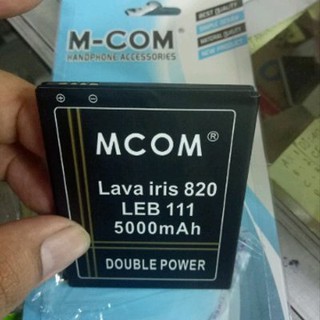 M-COM
HANDPHONE ACCESSORIES
BEST QUALITY
MCOM®
Lava iris 820
LEB 111
5000mAh
DOUBLE POWER